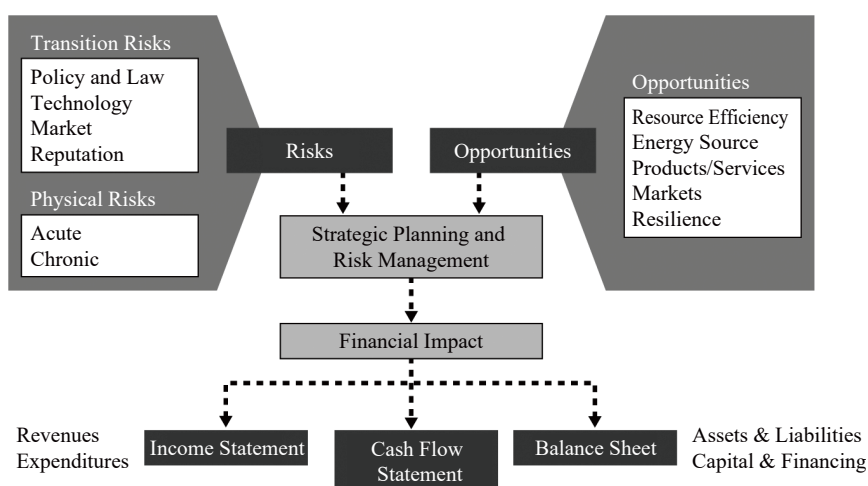 Transition Risks
Policy and Law
Technology
Market
Reputation
Physical Risks
Acute
Chronic
Risks
Opportunities
Opportunities
Resource Efficiency
Energy Source
Products/Services
Markets
Resilience
Strategic Planning and
Risk Management
Financial Impact
Revenues
Expenditures
Income Statement
Cash Flow
Statement
Balance Sheet
Assets & Liabilities
Capital & Financing